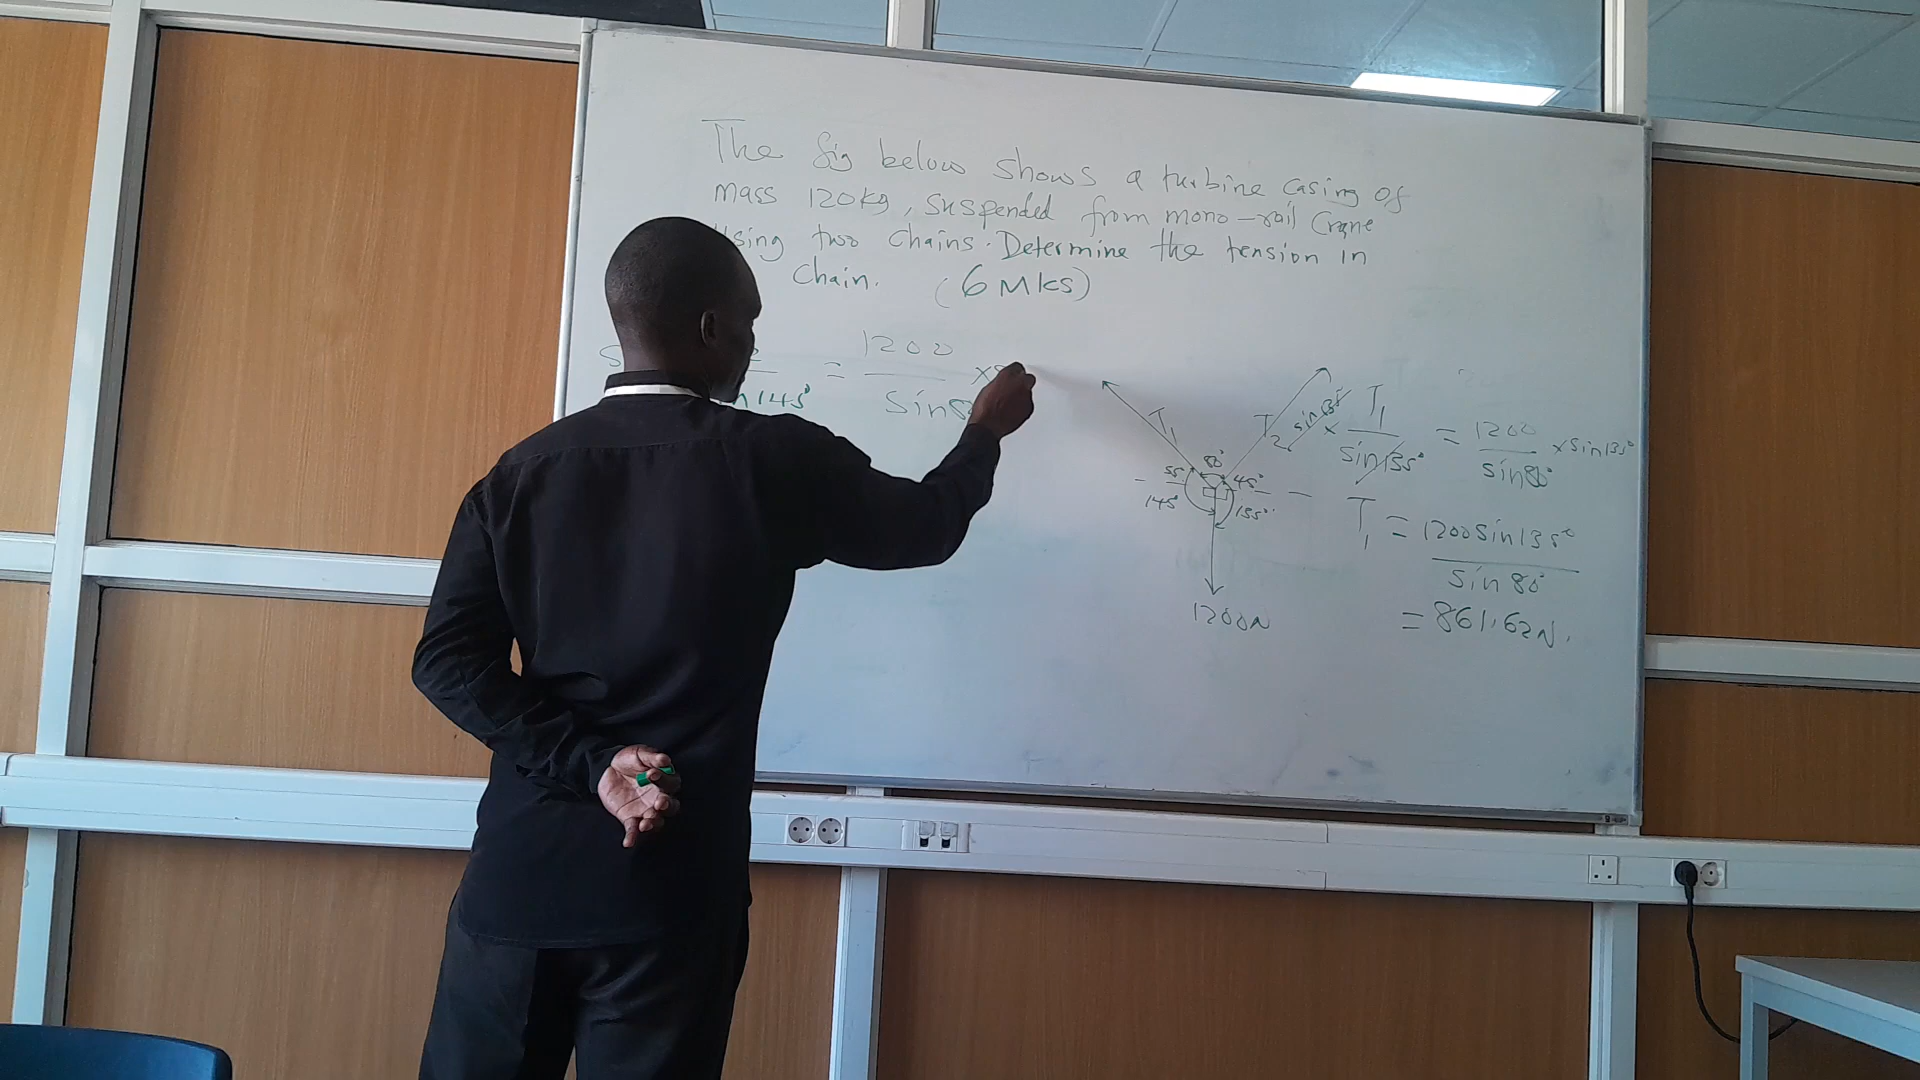 The fig below shows a turbine casing of
mass 120kg, suspended from mono-rail Crane
using two chains. Determine the tension in
chain. (6 Mks)
= 1200 / sin8
sin145°
T1
T2
80°
55
45°
145°
135°
1200N
sin135° × T1 / sin135° = 1200 / sin80° × sin135°
T1 = 1200sin135° / sin 80°
= 861.62N.